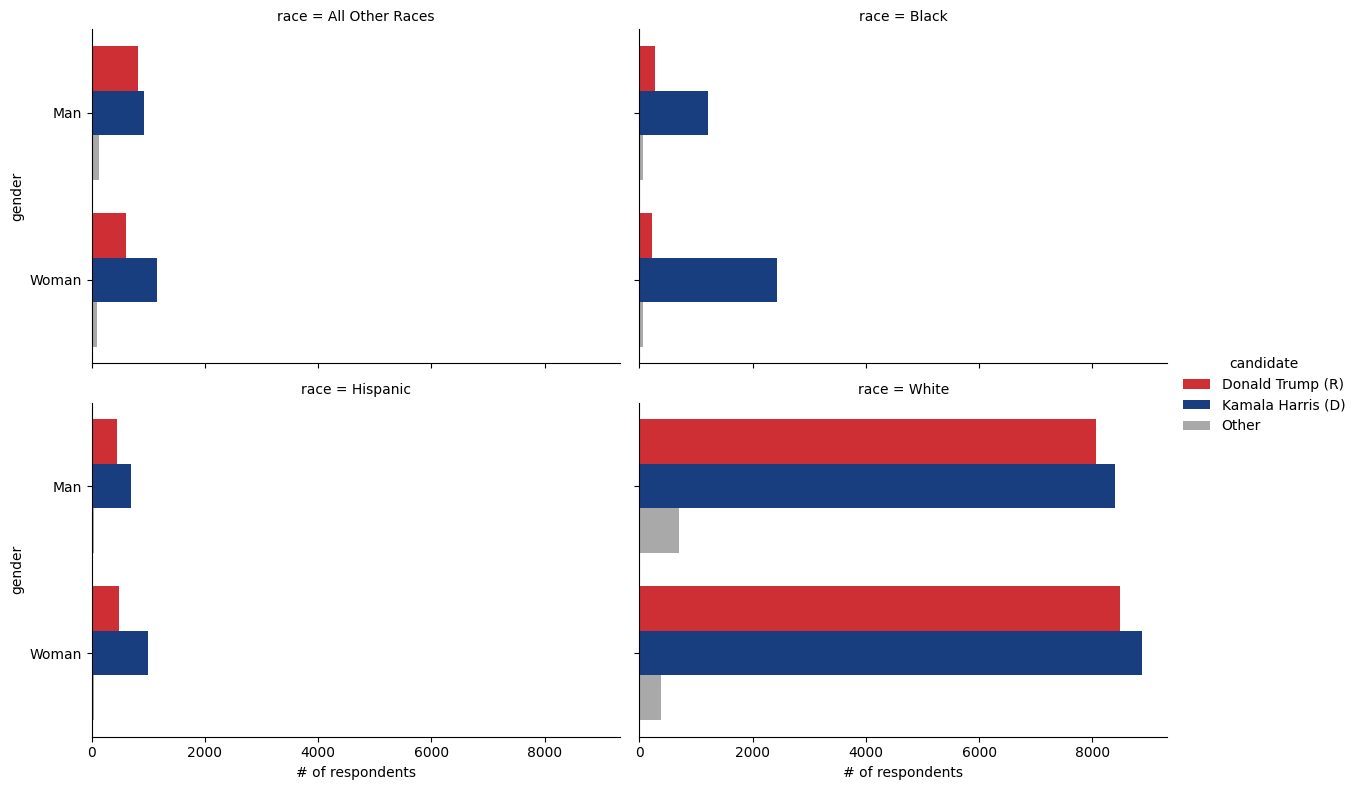 race = All Other Races
race = Black
Man
Woman
gender
race = Hispanic
race = White
Man
Woman
gender
0 2000 4000 6000 8000
# of respondents
0 2000 4000 6000 8000
# of respondents
candidate
Donald Trump (R)
Kamala Harris (D)
Other